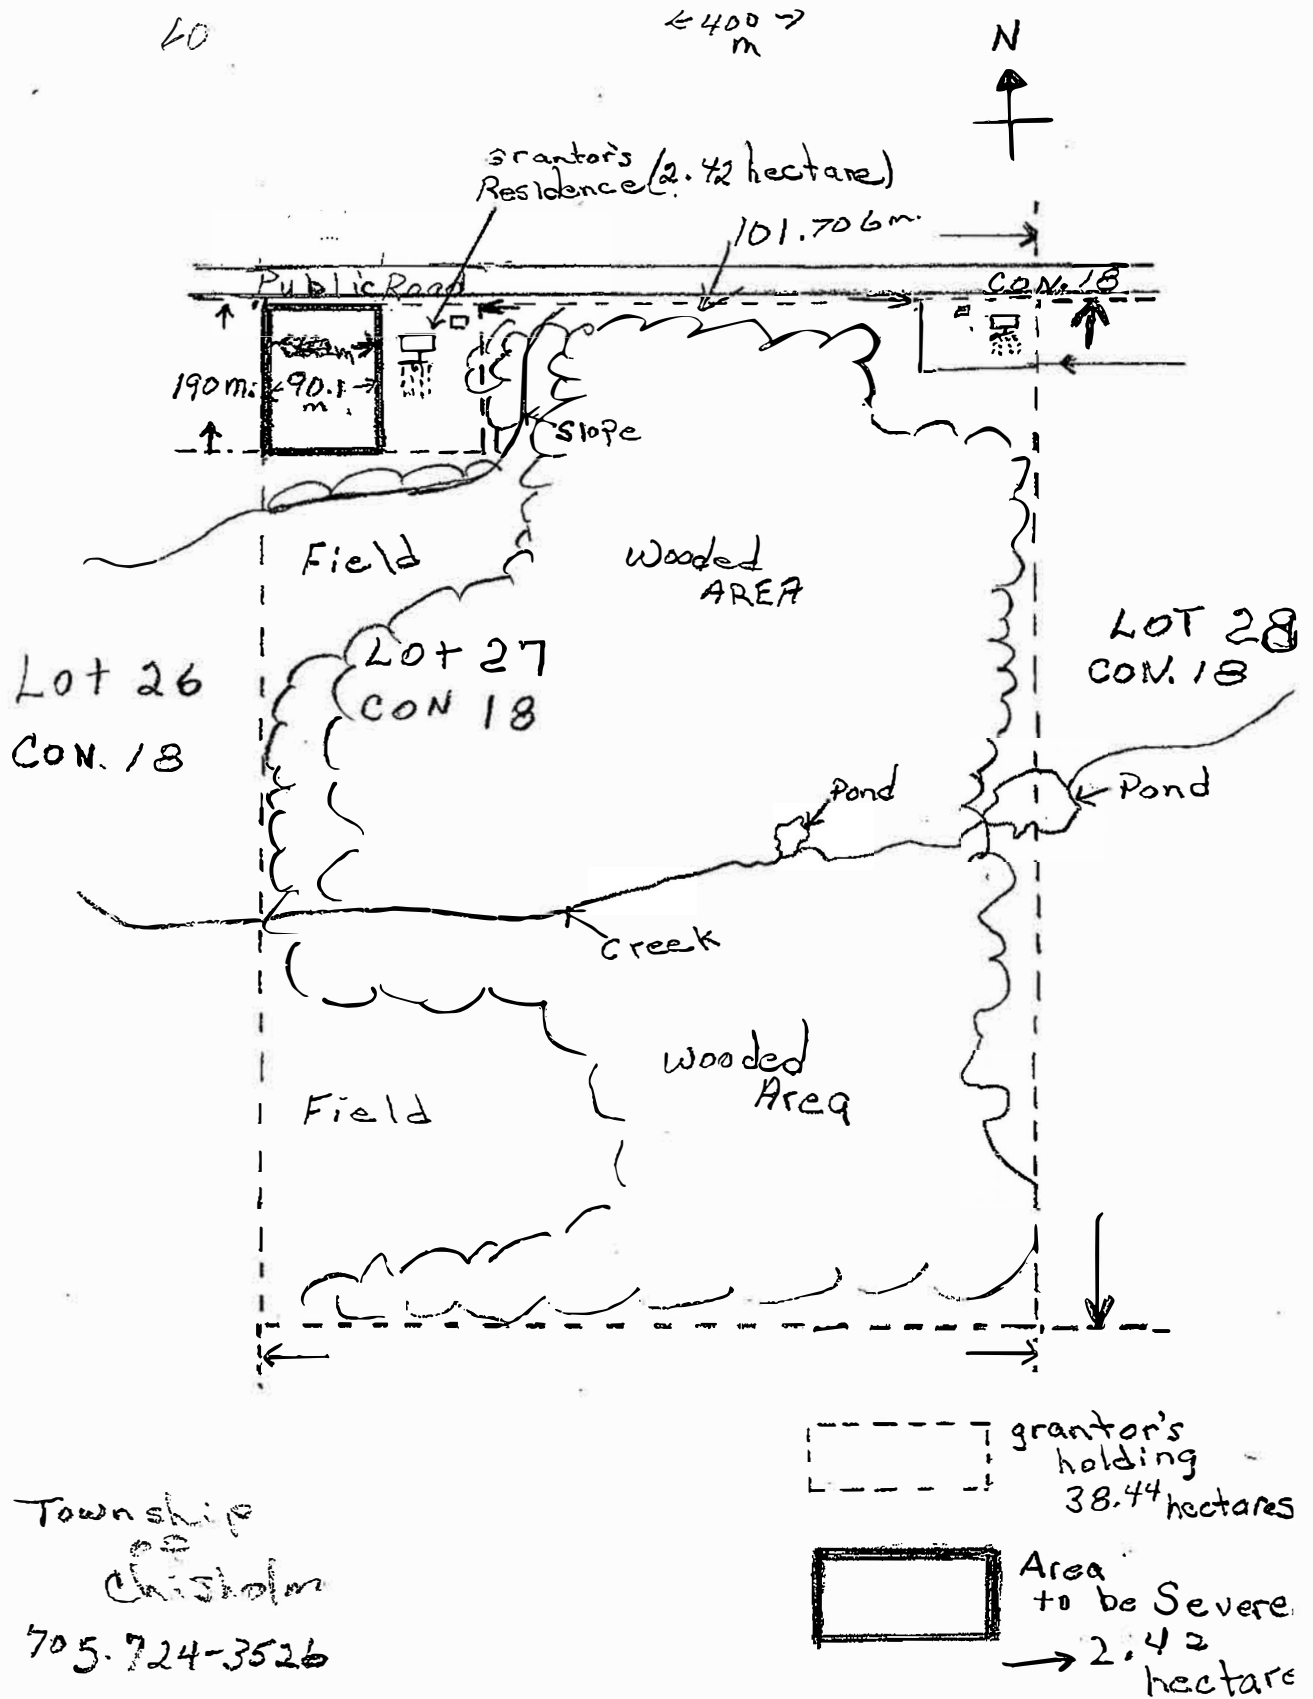 LO
←400→
m
N
Grantor's
Residence (2.42 hectare)
101.706m.
Public Road
CON. 18
190m.
90.1
m
Slope
Field
Wooded
AREA
Lot 27
CON 18
LOT 28
CON. 18
Lot 26
CON. 18
Pond
Pond
Creek
Wooded
Area
Field
grantor's
holding
38.44 hectares
Township
of
Chisholm
705-724-3526
Area
to be Severe
→ 2.42
hectare